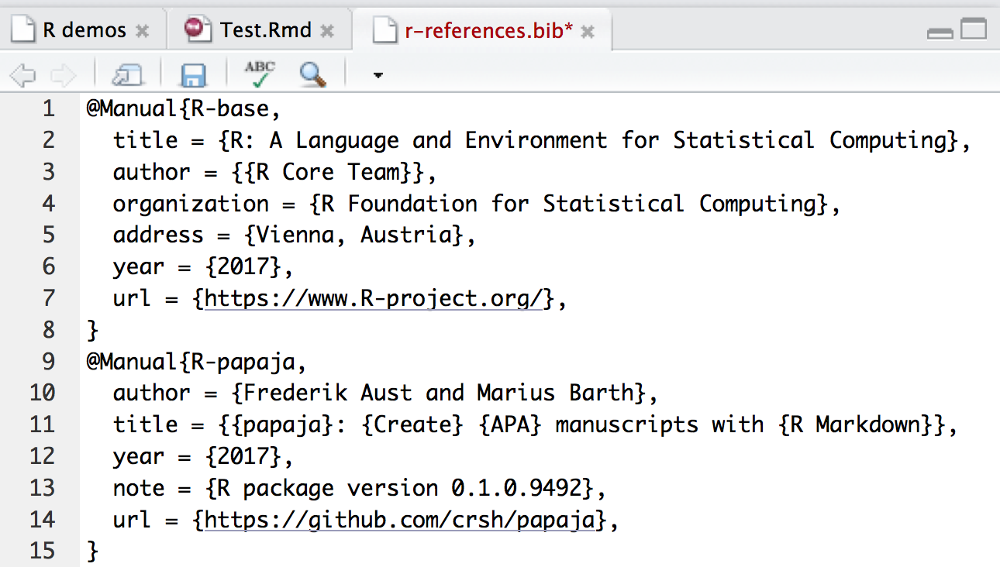 R demos
Test.Rmd
r-references.bib*
ABC
1 @Manual{R-base,
2   title = {R: A Language and Environment for Statistical Computing},
3   author = {{R Core Team}},
4   organization = {R Foundation for Statistical Computing},
5   address = {Vienna, Austria},
6   year = {2017},
7   url = {https://www.R-project.org/},
8 }
9 @Manual{R-papaja,
10   author = {Frederik Aust and Marius Barth},
11   title = {{papaja}: {Create} {APA} manuscripts with {R Markdown}},
12   year = {2017},
13   note = {R package version 0.1.0.9492},
14   url = {https://github.com/crsh/papaja},
15 }